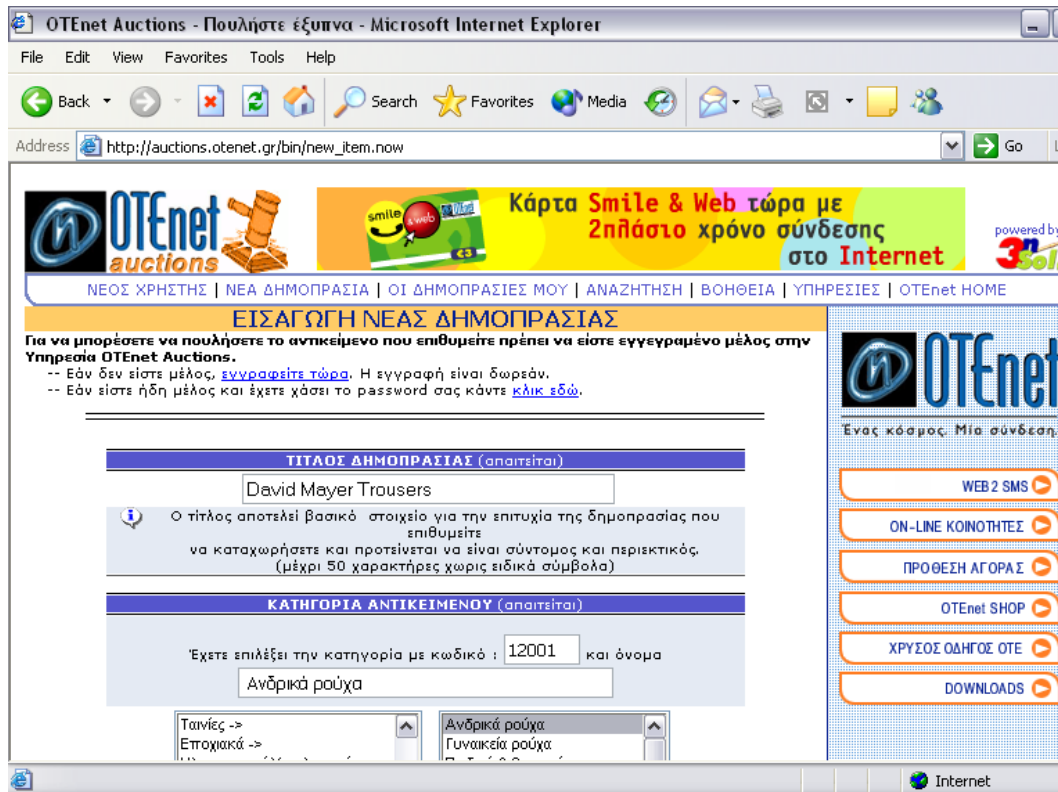 OTEnet Auctions - Πουλήστε έξυπνα - Microsoft Internet Explorer
File Edit View Favorites Tools Help
Back Search Favorites Media
Address http://auctions.otenet.gr/bin/new_item.now Go
OTEnet
auctions
smile & web
Κάρτα Smile & Web τώρα με
2πλάσιο χρόνο σύνδεσης
στο Internet
powered by
ΝΕΟΣ ΧΡΗΣΤΗΣ | ΝΕΑ ΔΗΜΟΠΡΑΣΙΑ | ΟΙ ΔΗΜΟΠΡΑΣΙΕΣ ΜΟΥ | ΑΝΑΖΗΤΗΣΗ | ΒΟΗΘΕΙΑ | ΥΠΗΡΕΣΙΕΣ | OTEnet HOME
ΕΙΣΑΓΩΓΗ ΝΕΑΣ ΔΗΜΟΠΡΑΣΙΑΣ
Για να μπορέσετε να πουλήσετε το αντικείμενο που επιθυμείτε πρέπει να είστε εγγεγραμένο μέλος στην
Υπηρεσία OTEnet Auctions.
-- Εάν δεν είστε μέλος, εγγραφείτε τώρα. Η εγγραφή είναι δωρεάν.
-- Εάν είστε ήδη μέλος και έχετε χάσει το password σας κάντε κλικ εδώ.
ΤΙΤΛΟΣ ΔΗΜΟΠΡΑΣΙΑΣ (απαιτείται)
David Mayer Trousers
Ο τίτλος αποτελεί βασικό στοιχείο για την επιτυχία της δημοπρασίας που
επιθυμείτε
να καταχωρήσετε και προτείνεται να είναι σύντομος και περιεκτικός.
(μέχρι 50 χαρακτήρες χωρίς ειδικά σύμβολα)
ΚΑΤΗΓΟΡΙΑ ΑΝΤΙΚΕΙΜΕΝΟΥ (απαιτείται)
Έχετε επιλέξει την κατηγορία με κωδικό : 12001 και όνομα
Ανδρικά ρούχα
Ταινίες ->
Εποχιακά ->
Ανδρικά ρούχα
Γυναικεία ρούχα
OTEnet
Ένας κόσμος. Μία σύνδεση.
WEB 2 SMS
ON-LINE ΚΟΙΝΟΤΗΤΕΣ
ΠΡΟΘΕΣΗ ΑΓΟΡΑΣ
OTEnet SHOP
ΧΡΥΣΟΣ ΟΔΗΓΟΣ ΟΤΕ
DOWNLOADS
Internet